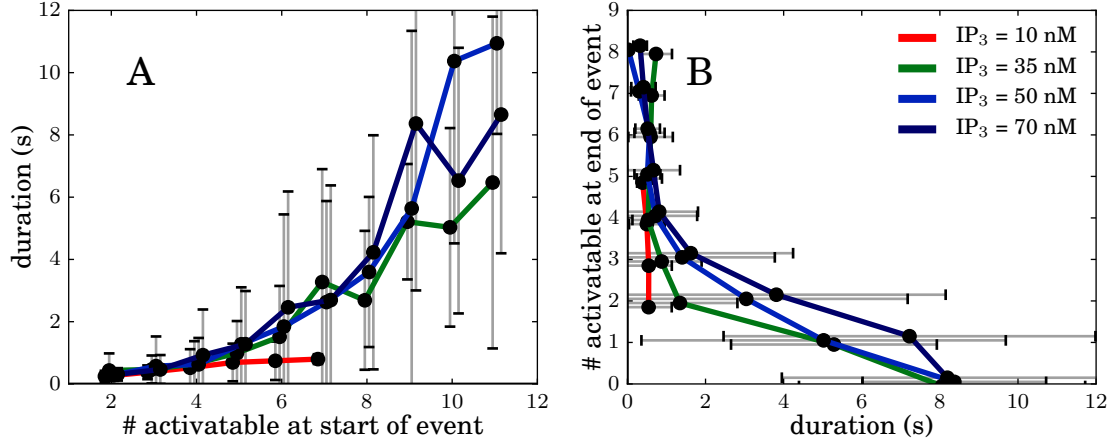 A
12
10
8
6
4
2
0
duration (s)
2 4 6 8 10 12
# activatable at start of event
B
9
8
7
6
5
4
3
2
1
0
# activatable at end of event
0 2 4 6 8 10 12
duration (s)
IP₃ = 10 nM
IP₃ = 35 nM
IP₃ = 50 nM
IP₃ = 70 nM